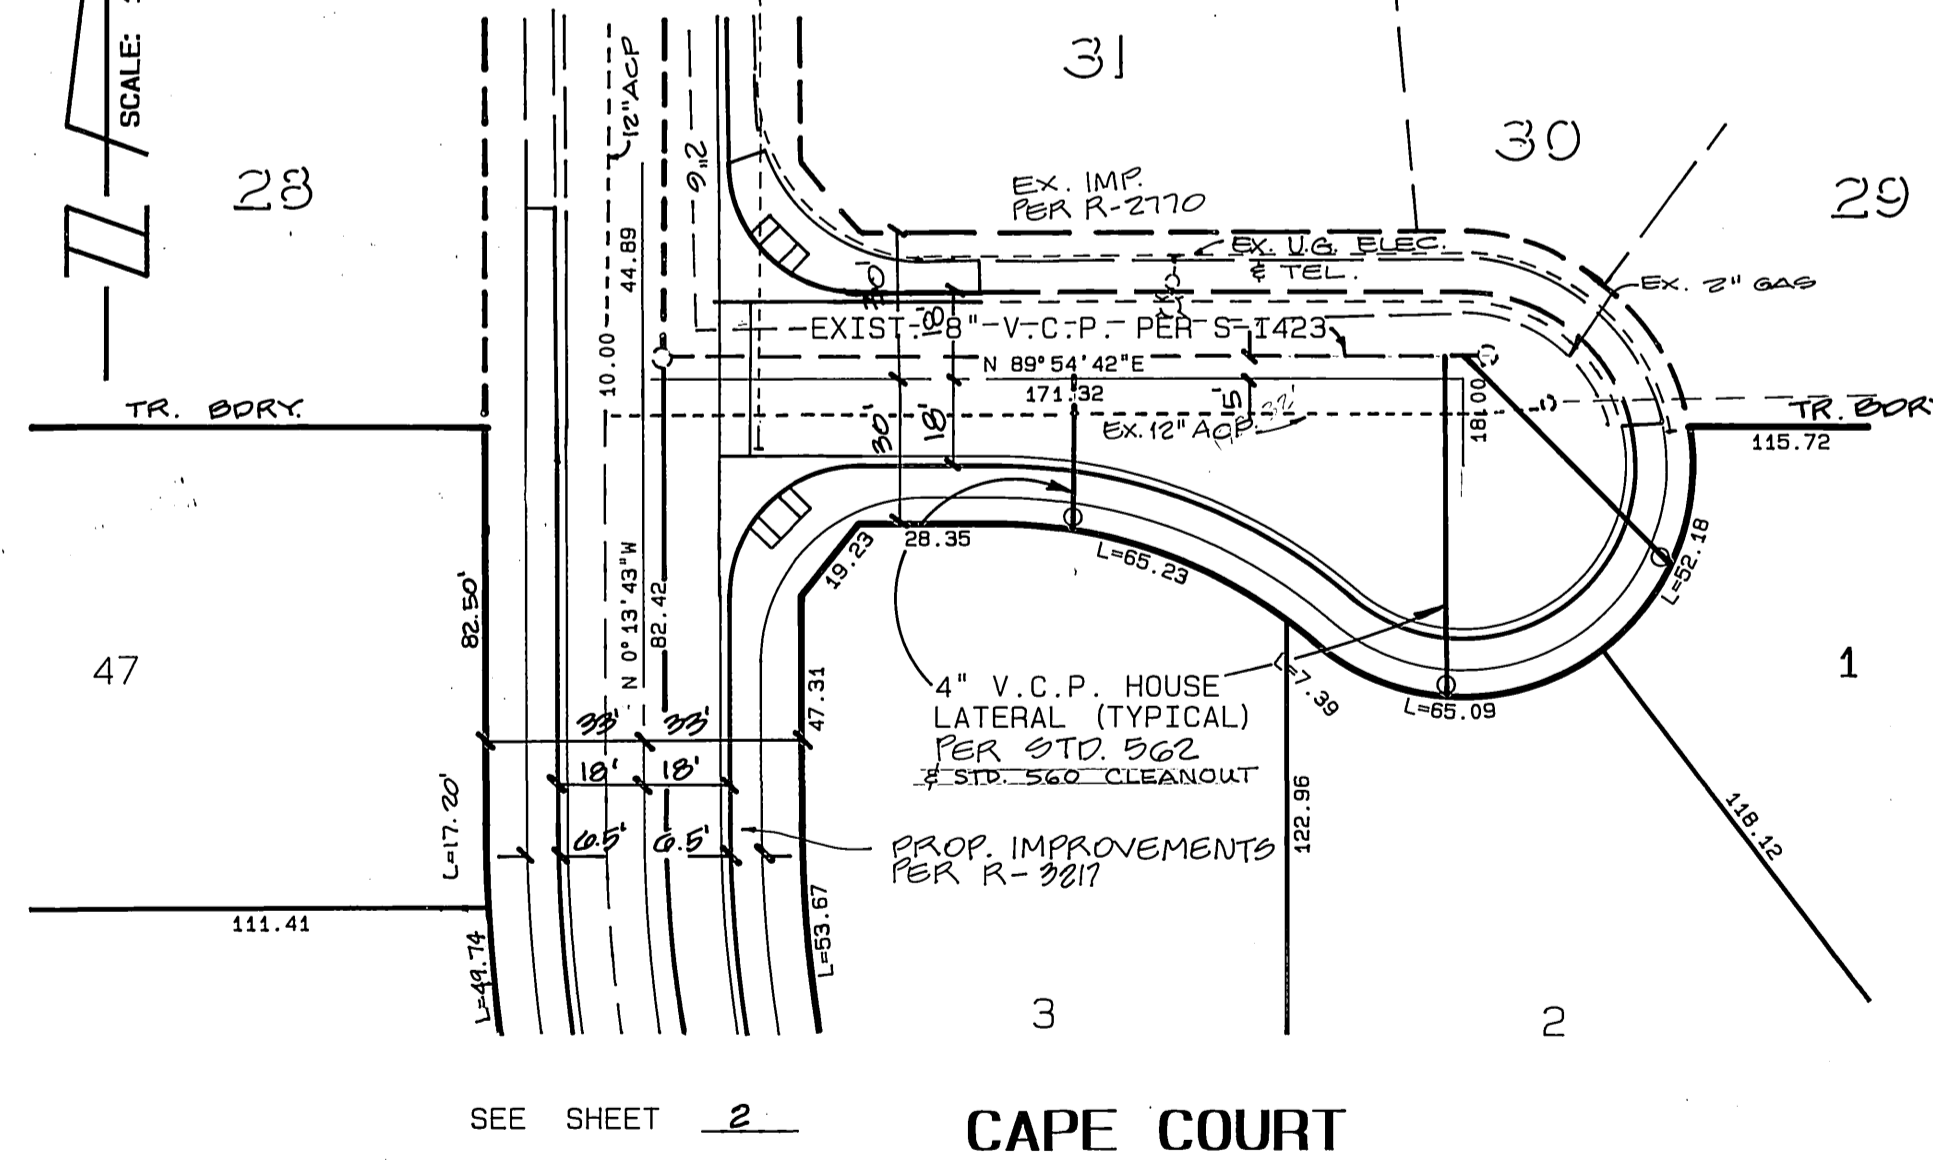 SCALE:
31
12"ACP
30
28
29
2"G
EX. IMP.
PER R-2770
EX. U.G. ELEC.
& TEL.
EX. 2" GAS
44.89
30'
18'
EXIST. 8" V.C.P. PER S-1423
N 89°54'42"E
171.32
10.00
5'
18.00
TR. BDRY.
30'
18'
EX. 12" ACP
TR. BDRY
115.72
28.35
19.23
L=65.23
L=52.18
N 0°13'43"W
82.42
82.50'
47
1
47.31
4" V.C.P. HOUSE
LATERAL (TYPICAL)
PER STD. 562
& STD. 560 CLEANOUT
L=7.39
L=65.09
33' 33'
18' 18'
6.5' 6.5'
L=17.20'
122.96
118.12
PROP. IMPROVEMENTS
PER R-3217
111.41
L=49.74
L=53.67
3
2
SEE SHEET 2
CAPE COURT